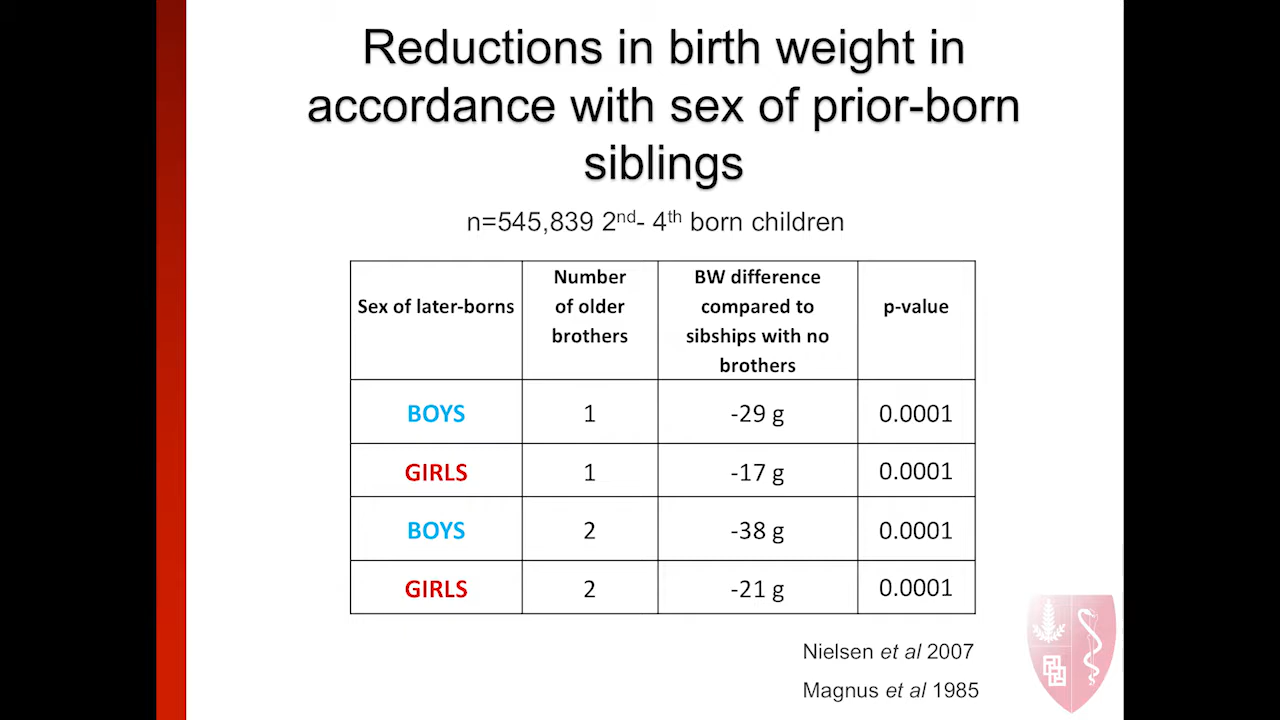 Reductions in birth weight in
accordance with sex of prior-born
siblings
n=545,839 2nd- 4th born children
Sex of later-borns
Number
of older
brothers
BW difference
compared to
sibships with no
brothers
p-value
BOYS 1 -29 g 0.0001
GIRLS 1 -17 g 0.0001
BOYS 2 -38 g 0.0001
GIRLS 2 -21 g 0.0001
Nielsen et al 2007
Magnus et al 1985